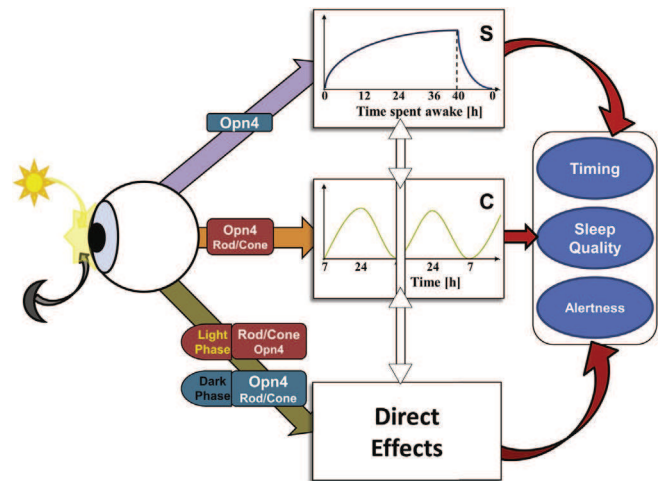 S
0 12 24 36 40 0
Time spent awake [h]
Opn4
Timing
C
Opn4
Rod/Cone
Sleep
Quality
7 24 24 7
Time [h]
Alertness
Light
Phase
Rod/Cone
Opn4
Dark
Phase
Opn4
Rod/Cone
Direct
Effects